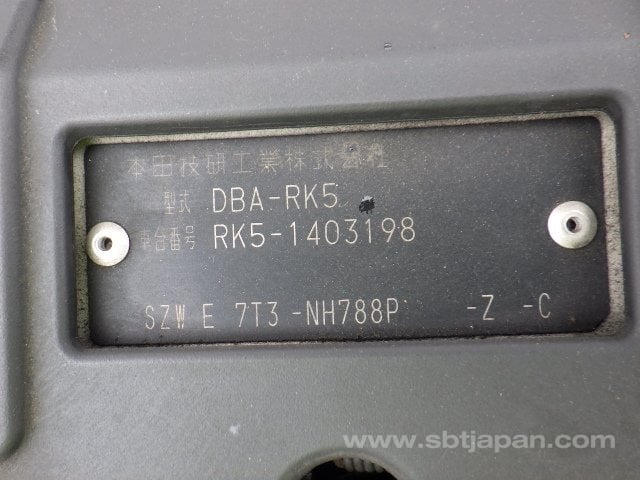 本田技研工業株式会社
型式 DBA-RK5
車台番号 RK5-1403198
SZW E 7T3 -NH788P -Z -C
www.sbtjapan.com